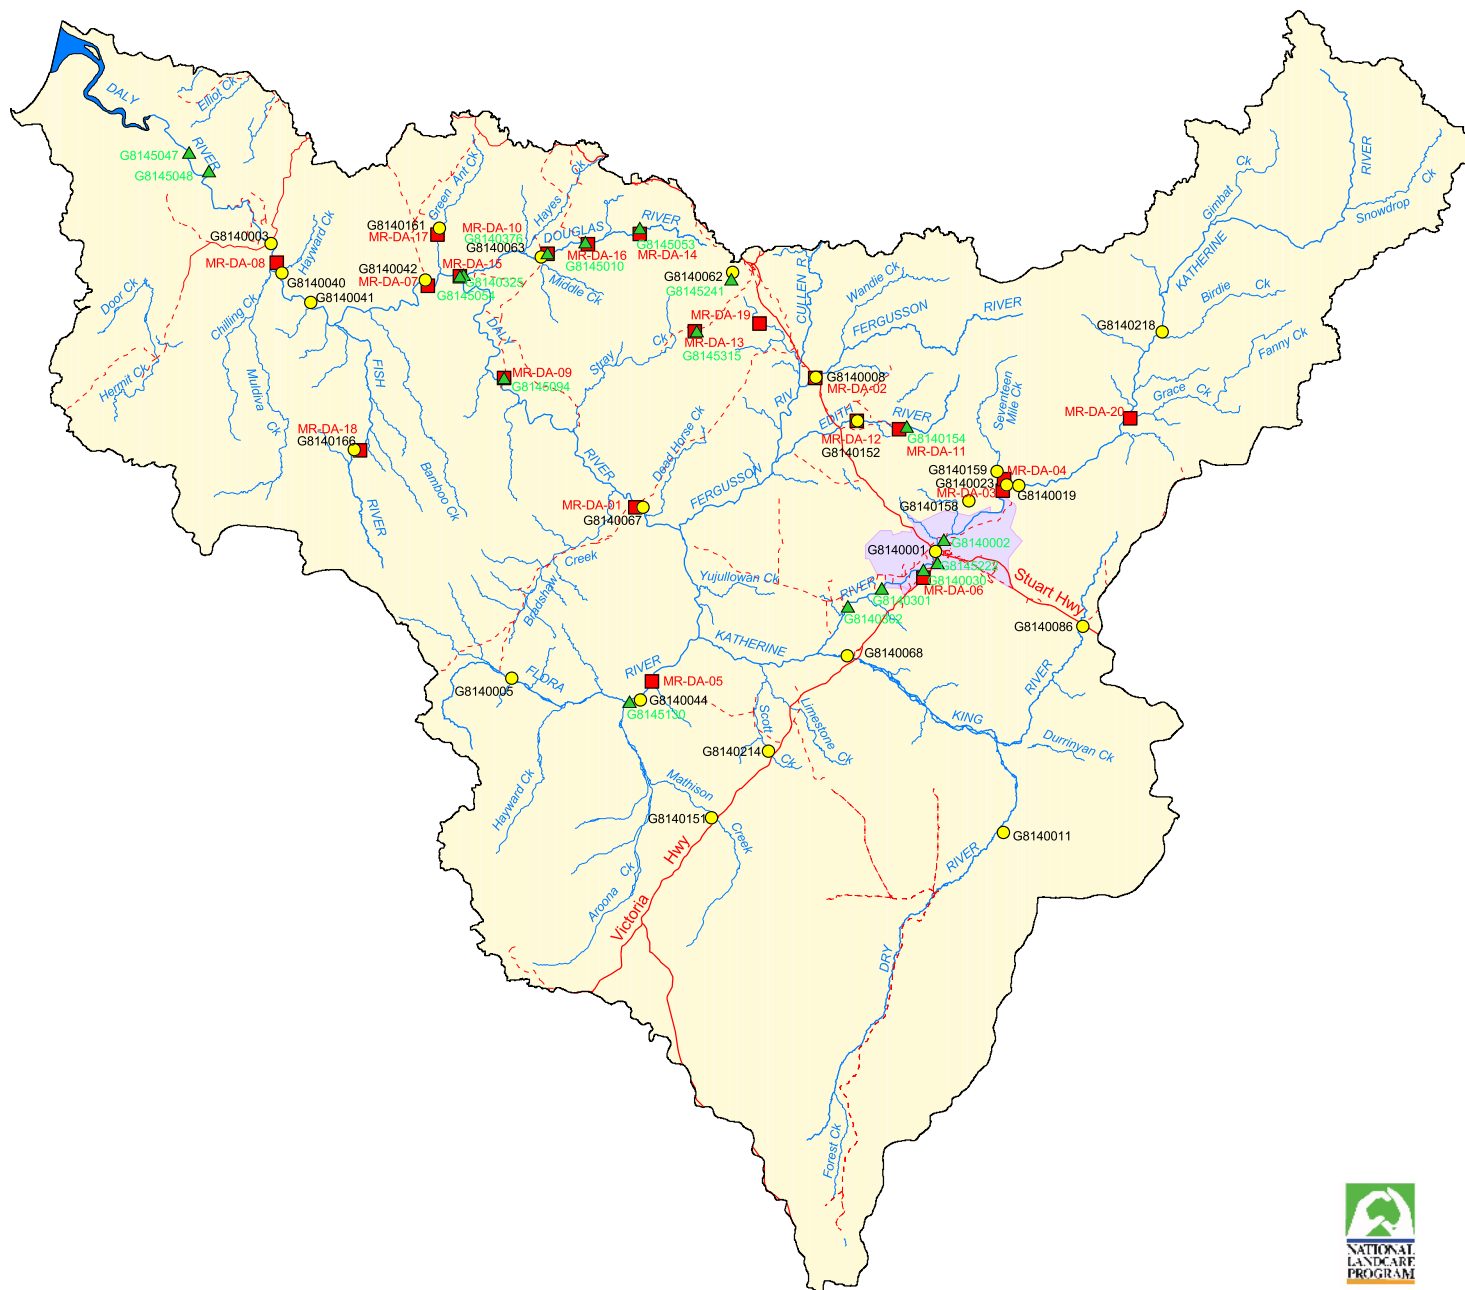 DALY
Elliot Ck
RIVER
G8145047
G8145048
G8140003
Hayward Ck
MR-DA-08
G8140040
G8140041
Door Ck
Chilling Ck
Hermit Ck
Muldiva
Ck
Green Ant Ck
G8140161
MR-DA-17
G8140042
MR-DA-07
MR-DA-15
G8140325
G8145054
MR-DA-10
G8140376
G8140063
Hayes Ck
DOUGLAS
RIVER
MR-DA-16
G8145010
G8145053
MR-DA-14
Middle Ck
G8140062
G8145241
MR-DA-19
MR-DA-13
G8145315
Stray
Ck
DALY
MR-DA-09
G8145094
FISH
MR-DA-18
G8140166
RIVER
Bamboo Ck
RIVER
Dead Horse Ck
MR-DA-01
G8140067
FERGUSSON
RIV
CULLEN R.
Wandie Ck
FERGUSSON
RIVER
G8140008
MR-DA-02
EDITH
RIVER
MR-DA-12
G8140152
G8140154
MR-DA-11
Seventeen
Mile Ck
Gimbat
Ck
KATHERINE
RIVER
Snowdrop
Ck
Birdie
Ck
G8140218
Fanny Ck
Grace
Ck
MR-DA-20
G8140159
MR-DA-04
G8140023
MR-DA-03
G8140019
G8140158
G8140002
G8140001
G8145222
G8140030
MR-DA-06
G8140301
G8140302
RIVER
Stuart Hwy
G8140086
Yujullowan Ck
Creek
Bradshaw
KATHERINE
G8140068
RIVER
FLORA
G8140005
RIVER
MR-DA-05
G8140044
G8145130
KING
Durrinyan Ck
Scott
Ck
Limestone
Ck
G8140214
Hayward Ck
Mathison
Creek
G8140151
G8140011
RIVER
Aroona
Ck
Victoria
Hwy
DRY
Forest Ck
NATIONAL
LANDCARE
PROGRAM